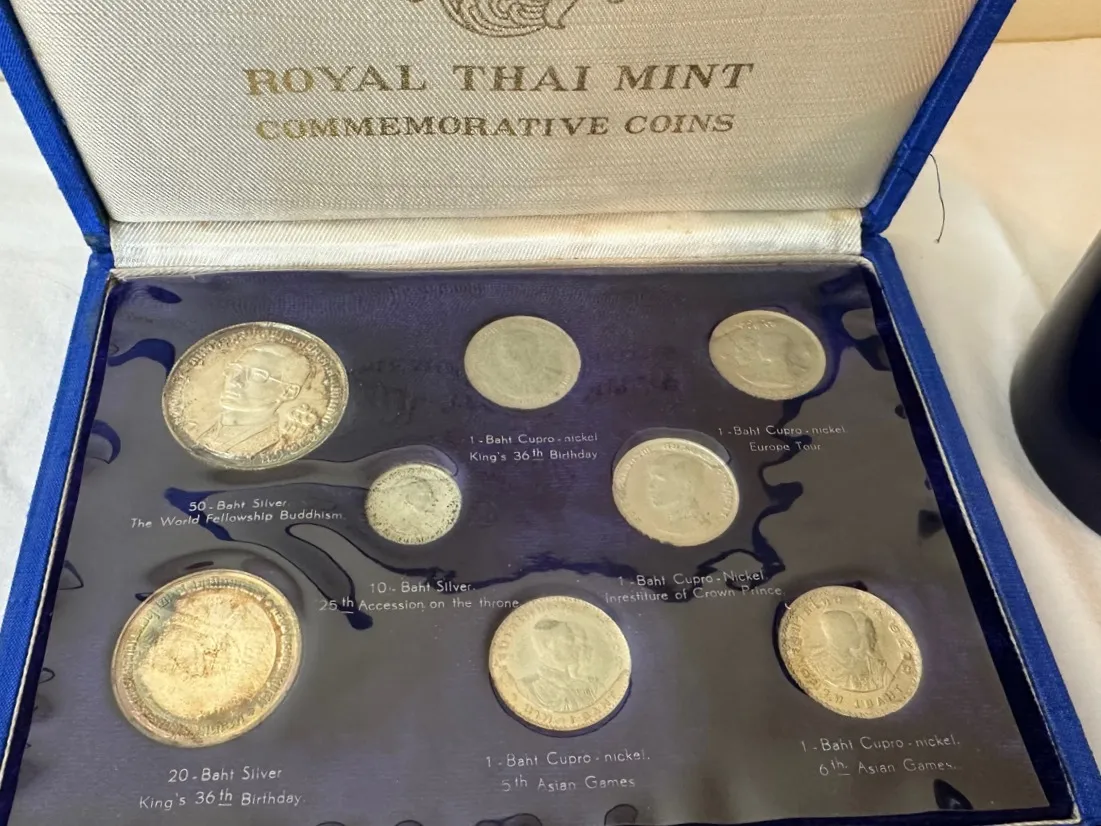 ROYAL THAI MINT
COMMEMORATIVE COINS
1-Baht Cupro-nickel
King's 36th Birthday
1-Baht Cupro-nickel.
Europe Tour
50-Baht Silver
The World Fellowship Buddhism.
10-Baht Silver.
25th Accession on the throne
1-Baht Cupro-Nickel.
Inrestiture of Crown Prince.
20-Baht Silver
King's 36th Birthday.
1-Baht Cupro-nickel.
5th Asian Games
1-Baht Cupro-nickel.
6th Asian Games.